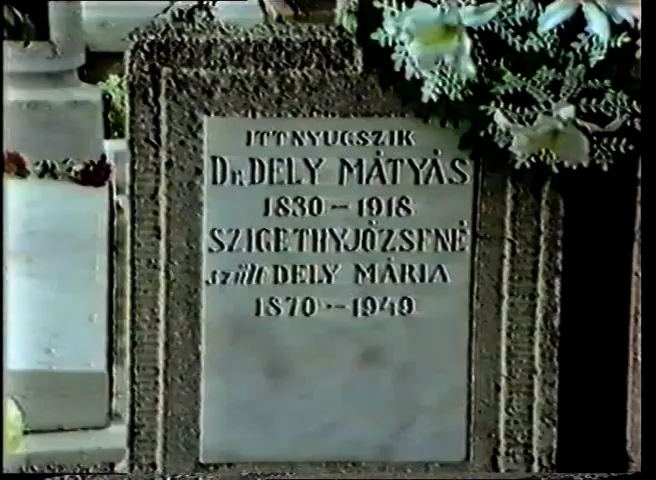 ITT NYUGSZIK
Dr. DELY MÁTYÁS
1830 - 1918
SZIGETHY JÓZSEFNÉ
szült DELY MÁRIA
1870 - 1949